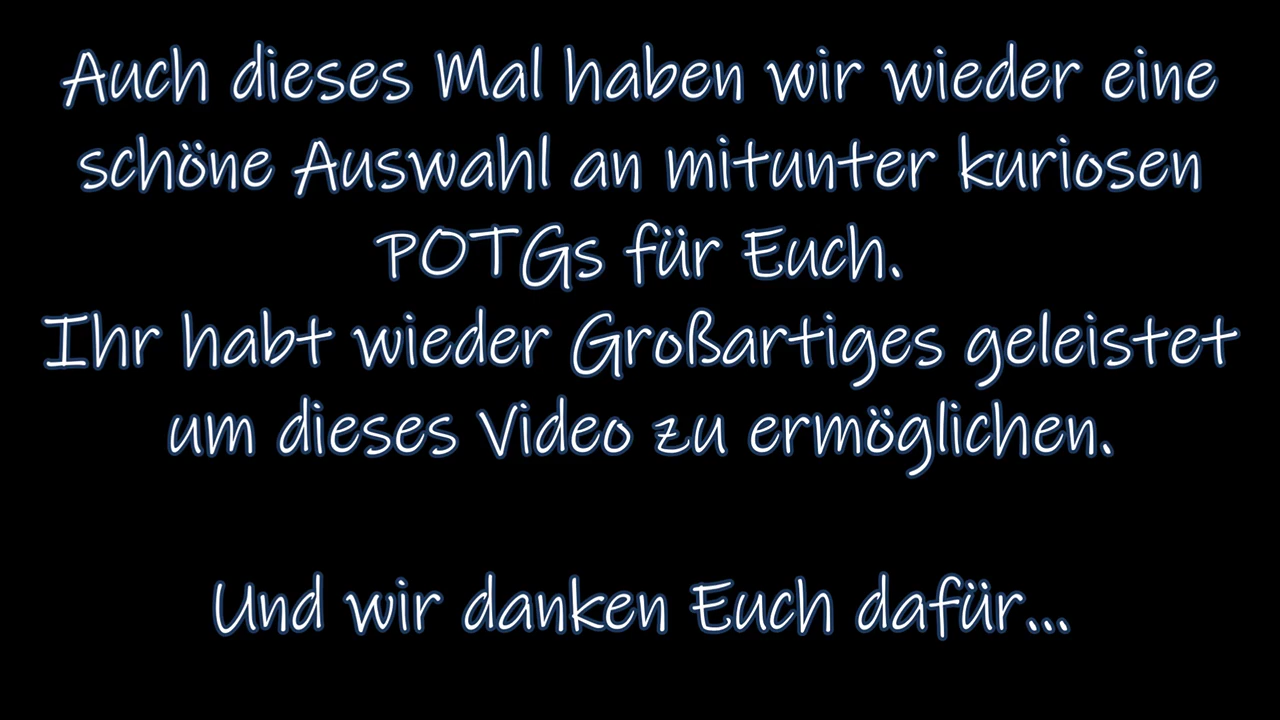 Auch dieses Mal haben wir wieder eine
schöne Auswahl an mitunter kuriosen
POTGs für Euch.
Ihr habt wieder Großartiges geleistet
um dieses Video zu ermöglichen.
Und wir danken Euch dafür...